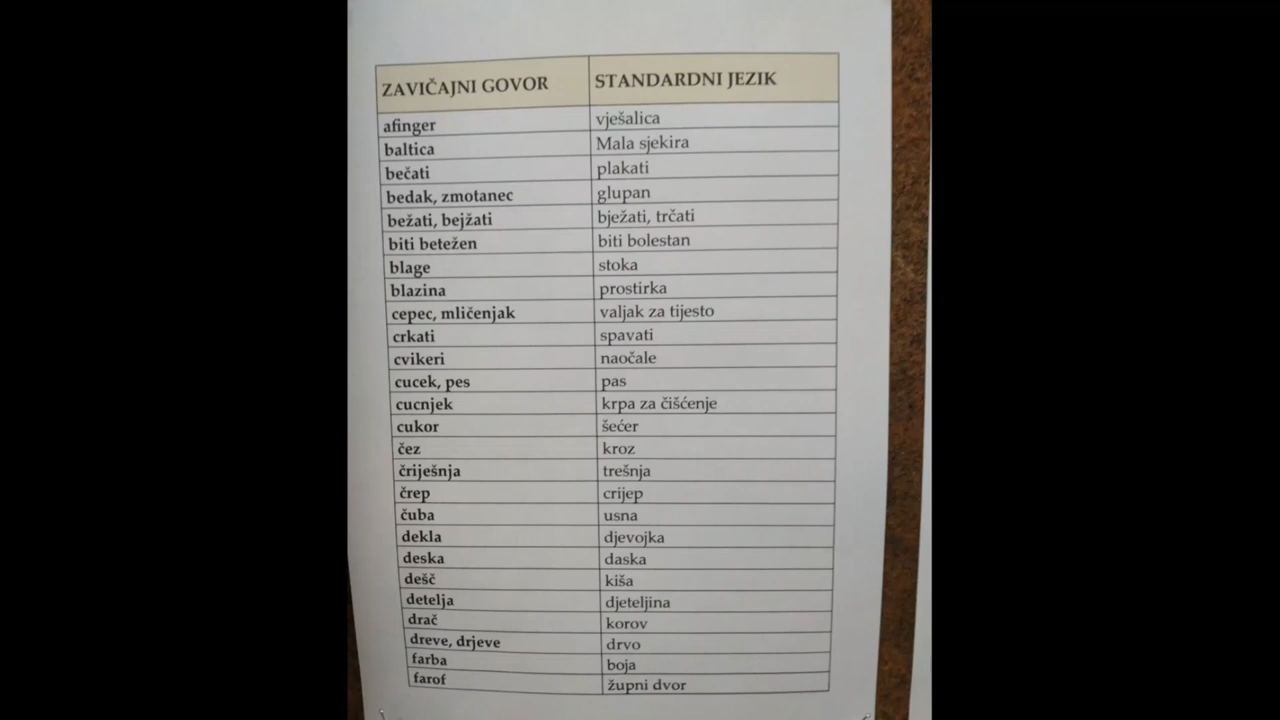 ZAVIČAJNI GOVOR STANDARDNI JEZIK
afinger vješalica
baltica Mala sjekira
bečati plakati
bedak, zmotanec glupan
bežati, bejžati bježati, trčati
biti betežen biti bolestan
blage stoka
blazina prostirka
cepec, mličenjak valjak za tijesto
crkati spavati
cvikeri naočale
cucek, pes pas
cucnjek krpa za čišćenje
cukor šećer
čez kroz
čriješnja trešnja
črep crijep
čuba usna
dekla djevojka
deska daska
dešč kiša
detelja djeteljina
drač korov
dreve, drjeve drvo
farba boja
farof župni dvor